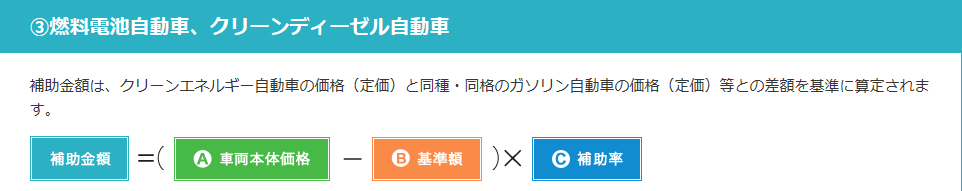 ③燃料電池自動車、クリーンディーゼル自動車
補助金額は、クリーンエネルギー自動車の価格（定価）と同種・同格のガソリン自動車の価格（定価）等との差額を基準に算定されま
す。
補助金額 =( A 車両本体価格 － B 基準額 )× C 補助率